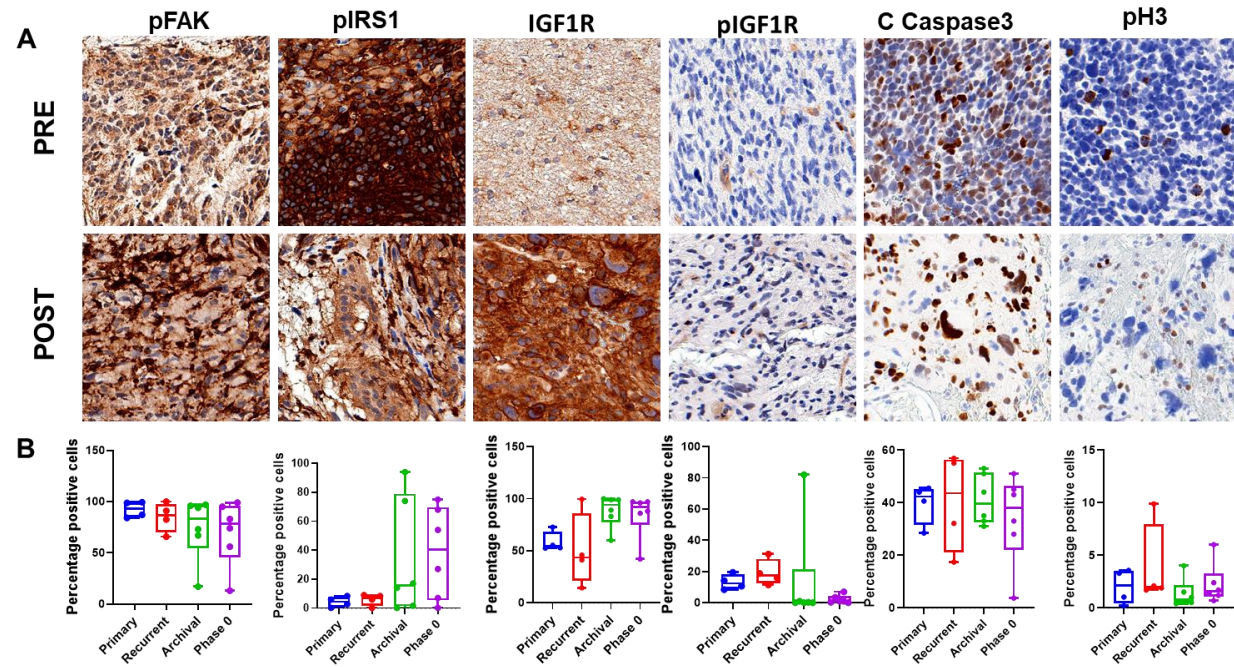 A
pFAK
pIRS1
IGF1R
pIGF1R
C Caspase3
pH3
PRE
POST
B
Percentage positive cells
150
100
50
0
Primary
Recurrent
Archival
Phase 0
Percentage positive cells
100
80
60
40
20
0
Primary
Recurrent
Archival
Phase 0
Percentage positive cells
150
100
50
0
Primary
Recurrent
Archival
Phase 0
Percentage positive cells
100
80
60
40
20
0
Primary
Recurrent
Archival
Phase 0
Percentage positive cells
60
40
20
0
Primary
Recurrent
Archival
Phase 0
Percentage positive cells
15
10
5
0
Primary
Recurrent
Archival
Phase 0